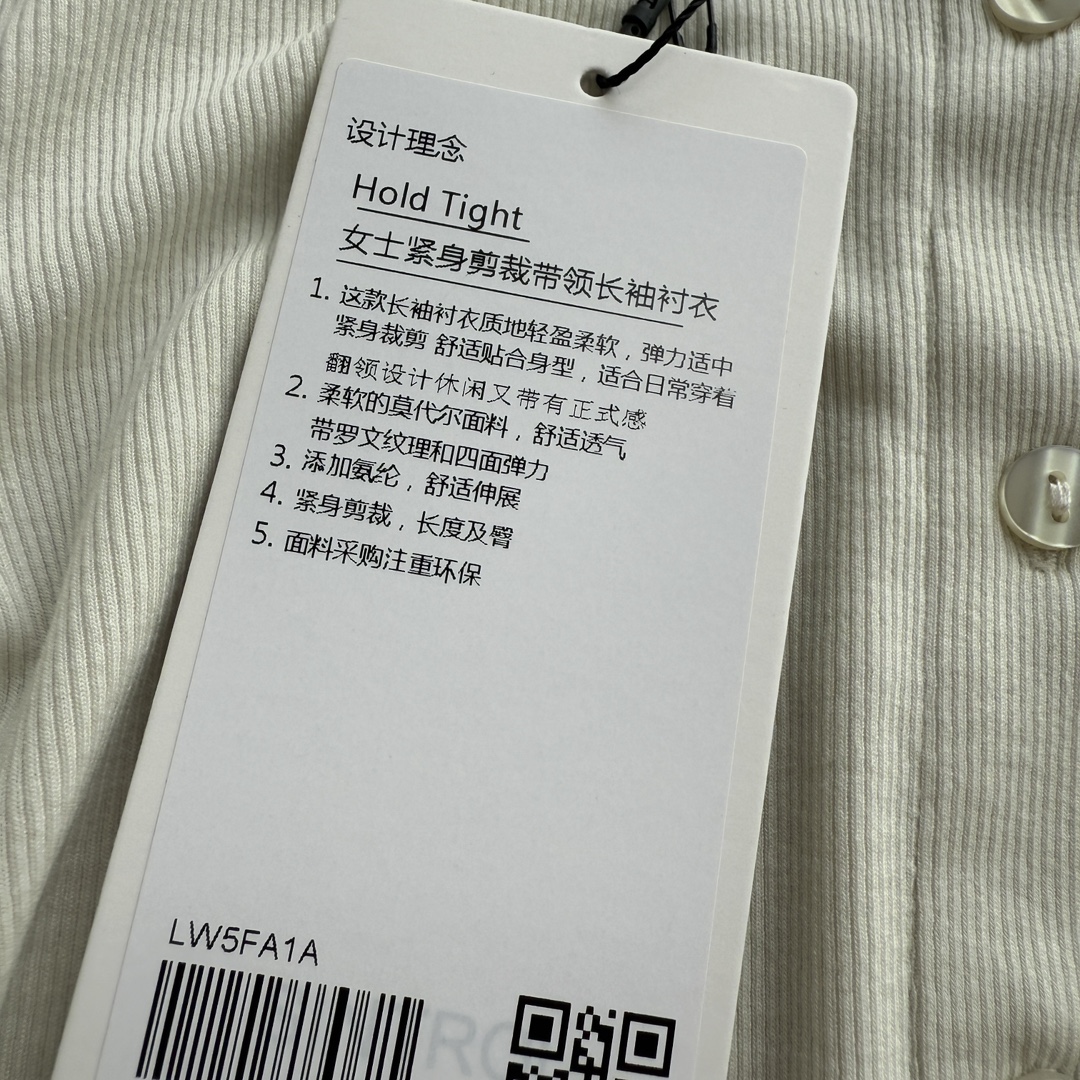 设计理念
Hold Tight
女士紧身剪裁带领长袖衬衣
1. 这款长袖衬衣质地轻盈柔软，弹力适中
紧身裁剪 舒适贴合身型，适合日常穿着
翻领设计休闲又带有正式感
2. 柔软的莫代尔面料，舒适透气
带罗文纹理和四面弹力
3. 添加氨纶，舒适伸展
4. 紧身剪裁，长度及臀
5. 面料采购注重环保
LW5FA1A